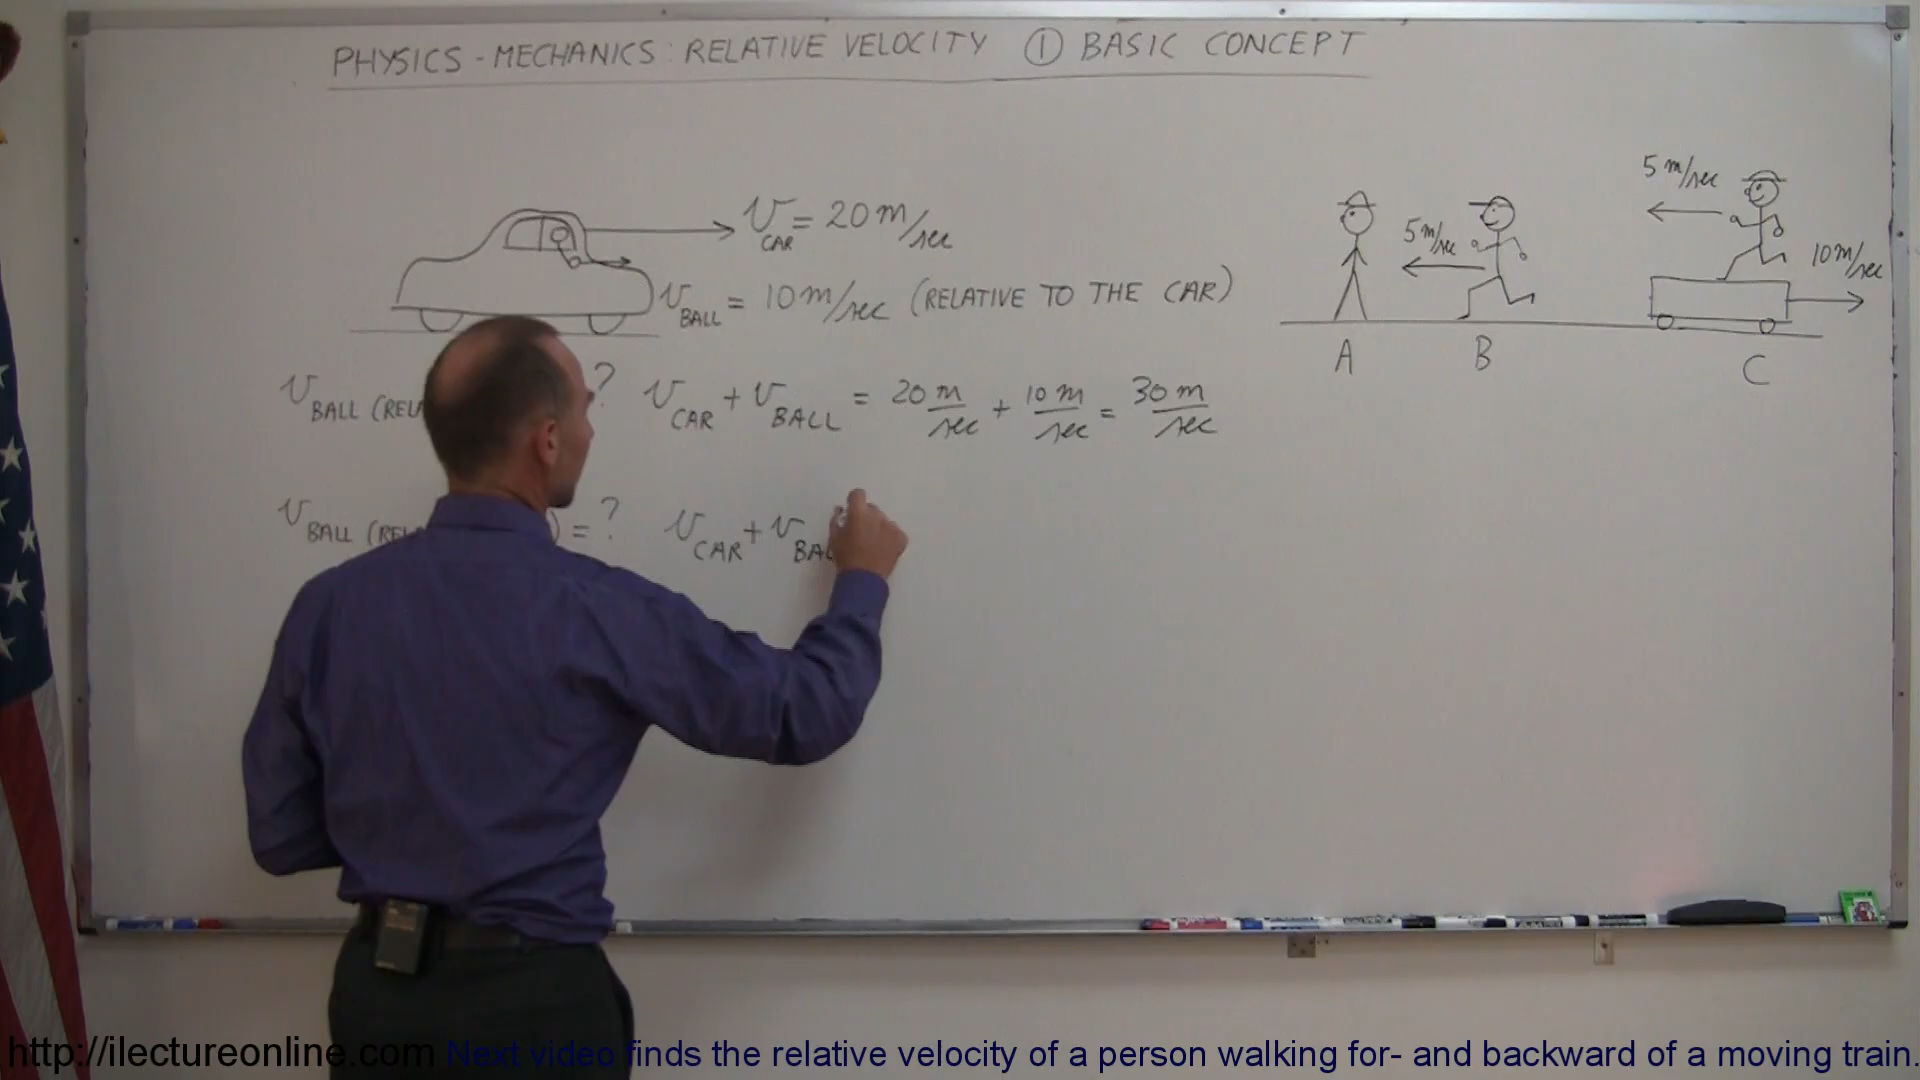 PHYSICS - MECHANICS: RELATIVE VELOCITY ① BASIC CONCEPT
V CAR = 20 m/sec
V BALL = 10 m/sec (RELATIVE TO THE CAR)
V BALL (RELA ? V CAR + V BALL = 20 m/sec + 10 m/sec = 30 m/sec
V BALL (REL ) = ? V CAR + V BAL
5 m/sec
5 m/sec
10 m/sec
A B C
http://ilectureonline.com Next video finds the relative velocity of a person walking for- and backward of a moving train.